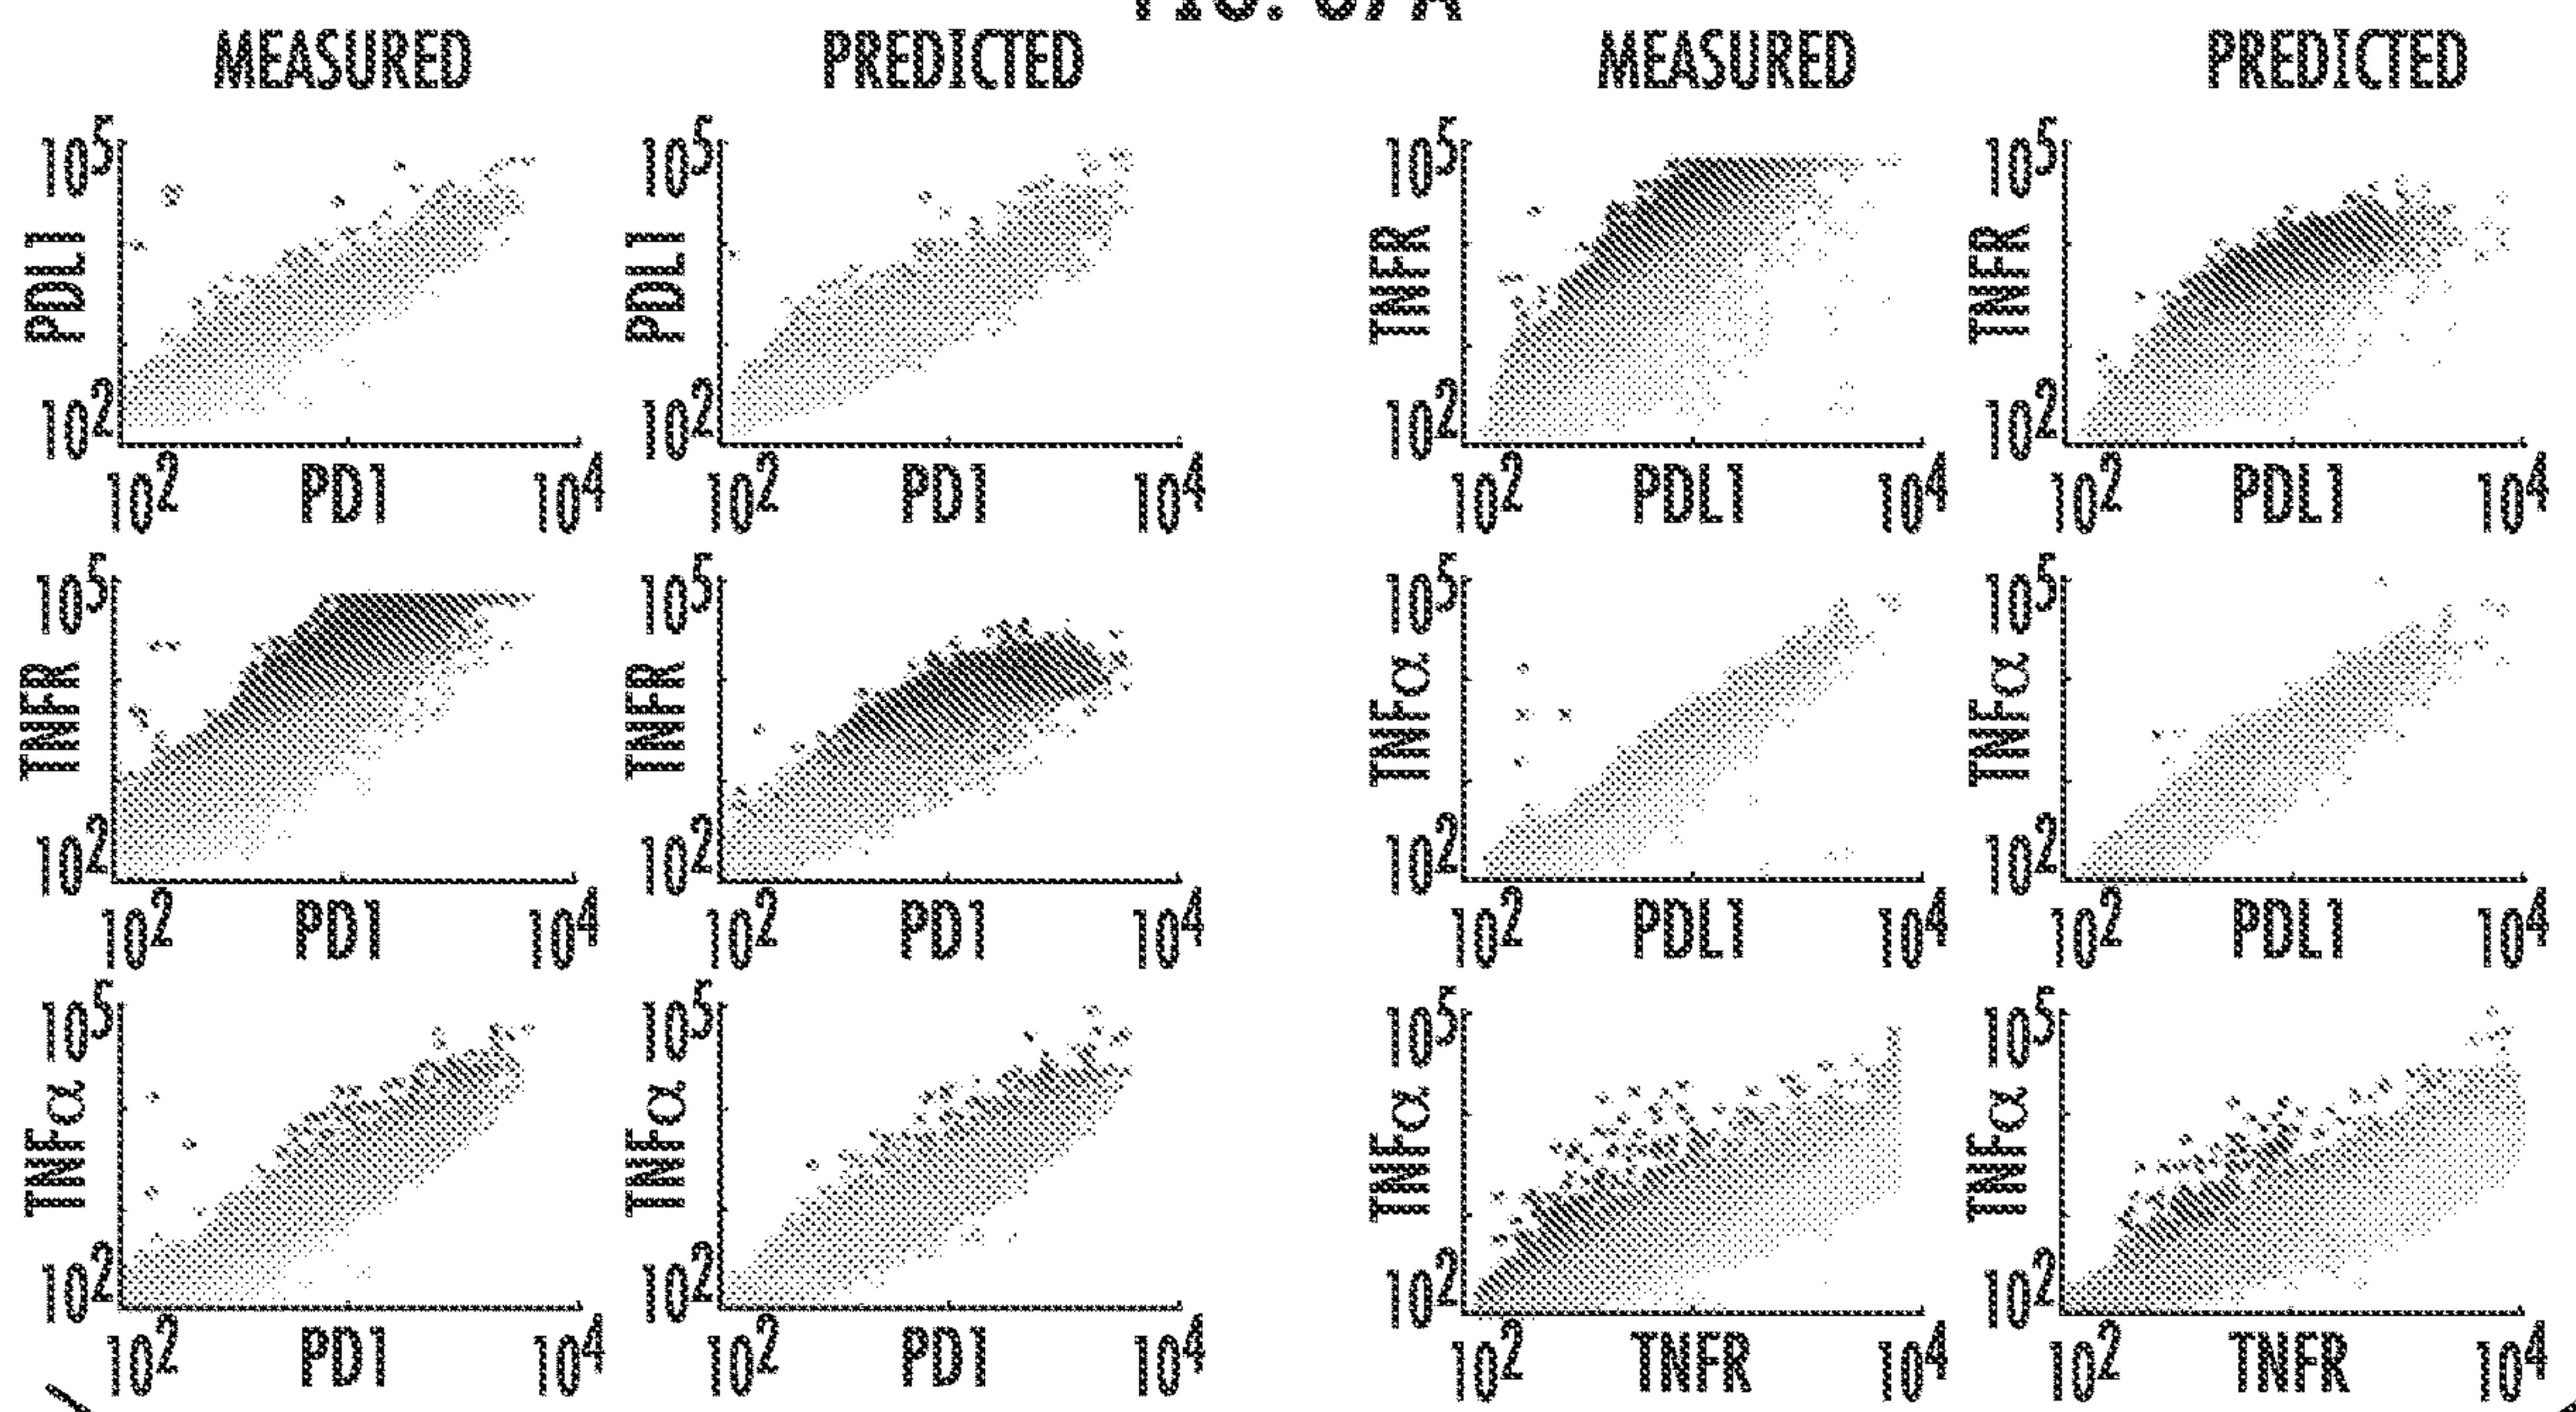 MEASURED PREDICTED MEASURED PREDICTED
10^5 10^5 10^5 10^5
PDL1 PDL1 TNFR TNFR
10^2 10^2 10^2 10^2
10^2 PD1 10^4 10^2 PD1 10^4 10^2 PDL1 10^4 10^2 PDL1 10^4
10^5 10^5 10^5 10^5
TNFR TNFR TNFα TNFα
10^2 10^2 10^2 10^2
10^2 PD1 10^4 10^2 PD1 10^4 10^2 PDL1 10^4 10^2 PDL1 10^4
10^5 10^5 10^5 10^5
TNFα TNFα TNFα TNFα
10^2 10^2 10^2 10^2
10^2 PD1 10^4 10^2 PD1 10^4 10^2 TNFR 10^4 10^2 TNFR 10^4